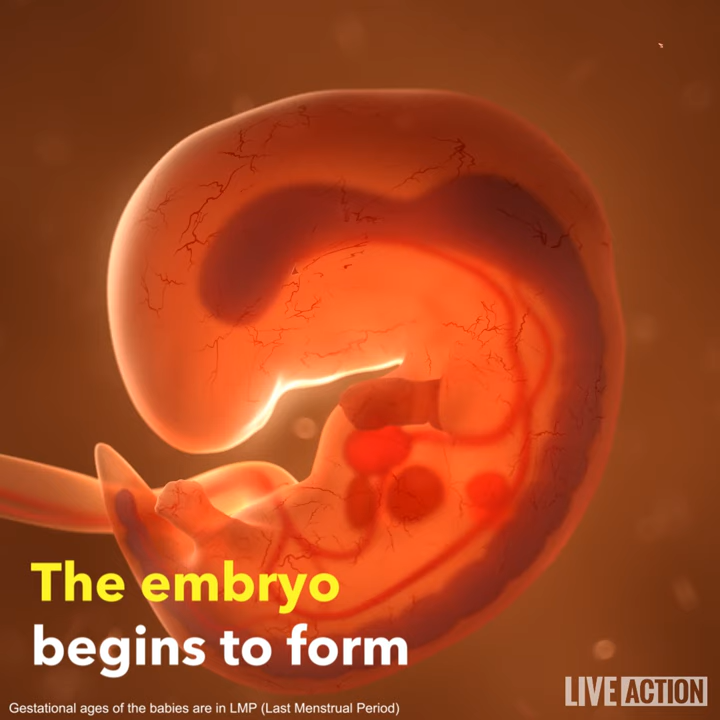 The embryo
begins to form
LIVE ACTION
Gestational ages of the babies are in LMP (Last Menstrual Period)